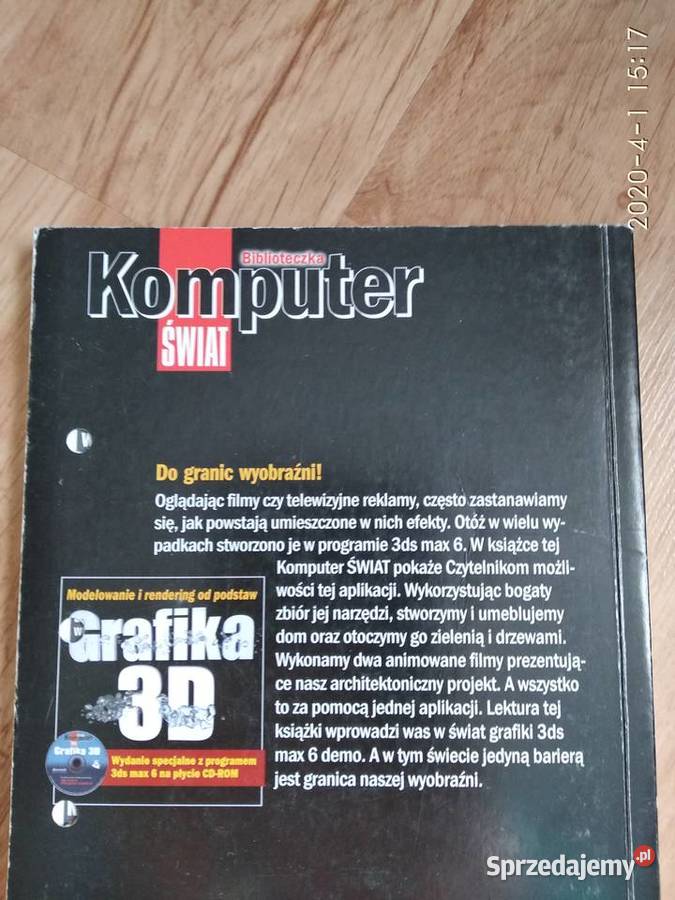 2020-4-1 15:17
Biblioteczka
Komputer
ŚWIAT
Do granic wyobraźni!
Oglądając filmy czy telewizyjne reklamy, często zastanawiamy
się, jak powstają umieszczone w nich efekty. Otóż w wielu wy-
padkach stworzono je w programie 3ds max 6. W książce tej
Komputer ŚWIAT pokaże Czytelnikom możli-
wości tej aplikacji. Wykorzystując bogaty
zbiór jej narzędzi, stworzymy i umeblujemy
dom oraz otoczymy go zielenią i drzewami.
Wykonamy dwa animowane filmy prezentują-
ce nasz architektoniczny projekt. A wszystko
to za pomocą jednej aplikacji. Lektura tej
książki wprowadzi was w świat grafiki 3ds
max 6 demo. A w tym świecie jedyną barierą
jest granica naszej wyobraźni.
Modelowanie i rendering od podstaw
Grafika
3D
Grafika 3D
Wydanie specjalne z programem
3ds max 6 na płycie CD-ROM
Sprzedajemy.pl